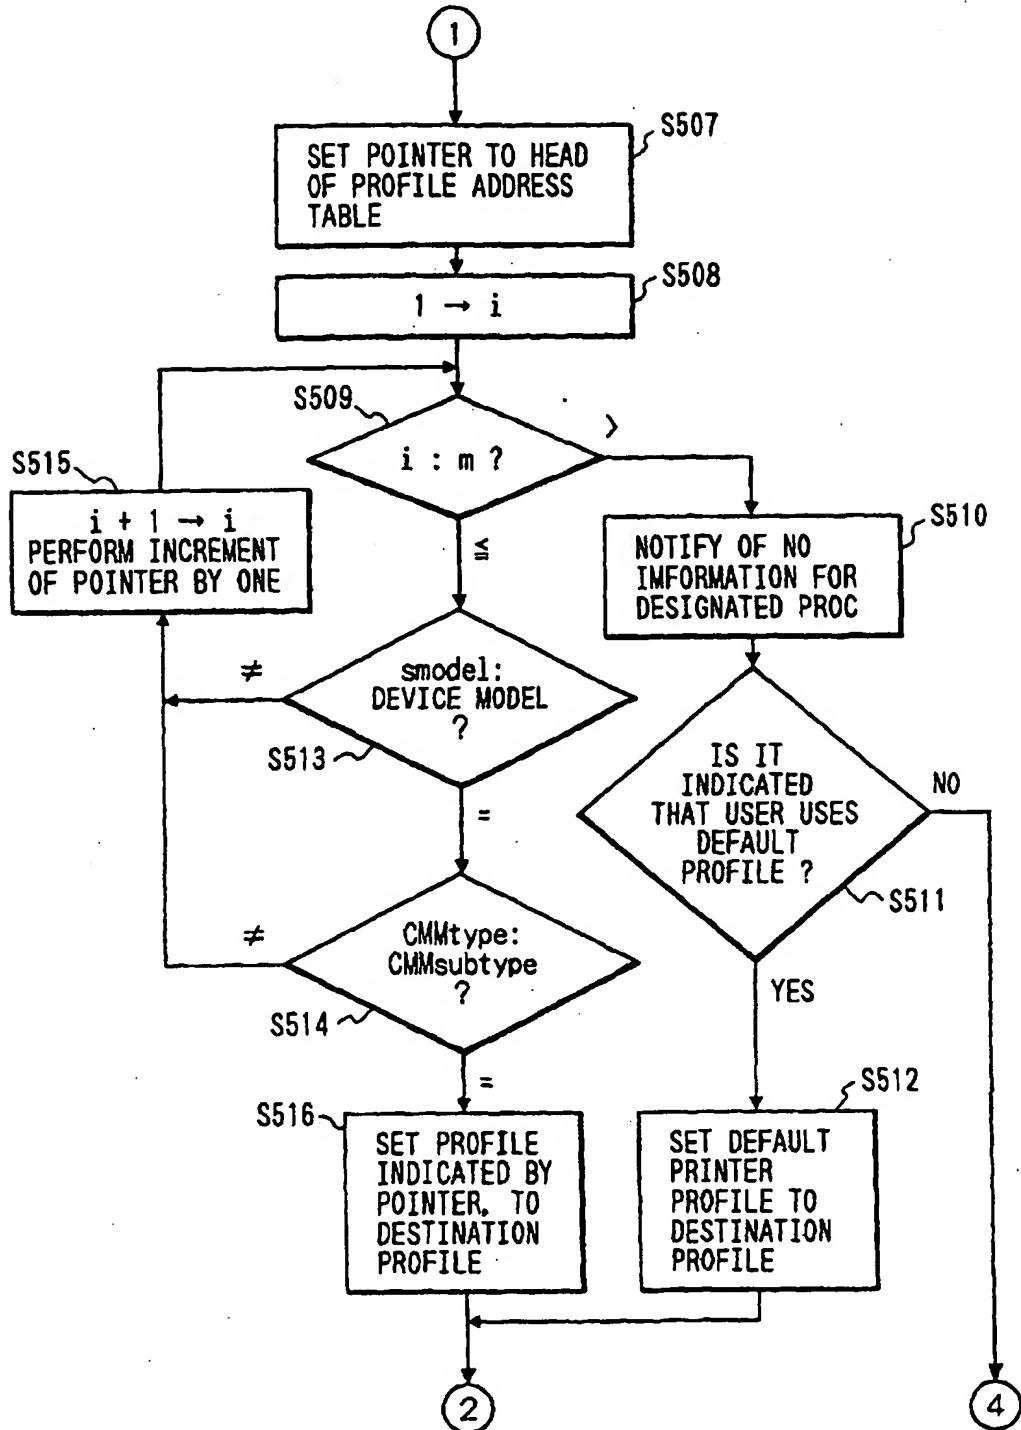 1
S507
SET POINTER TO HEAD
OF PROFILE ADDRESS
TABLE
S508
1 → i
S509
i : m ?
>
≦
S515
i + 1 → i
PERFORM INCREMENT
OF POINTER BY ONE
S510
NOTIFY OF NO
IMFORMATION FOR
DESIGNATED PROC
smodel:
DEVICE MODEL
?
≠
S513
=
IS IT
INDICATED
THAT USER USES
DEFAULT
PROFILE ?
NO
S511
YES
CMMtype:
CMMsubtype
?
≠
S514
=
S516
SET PROFILE
INDICATED BY
POINTER, TO
DESTINATION
PROFILE
S512
SET DEFAULT
PRINTER
PROFILE TO
DESTINATION
PROFILE
2
4